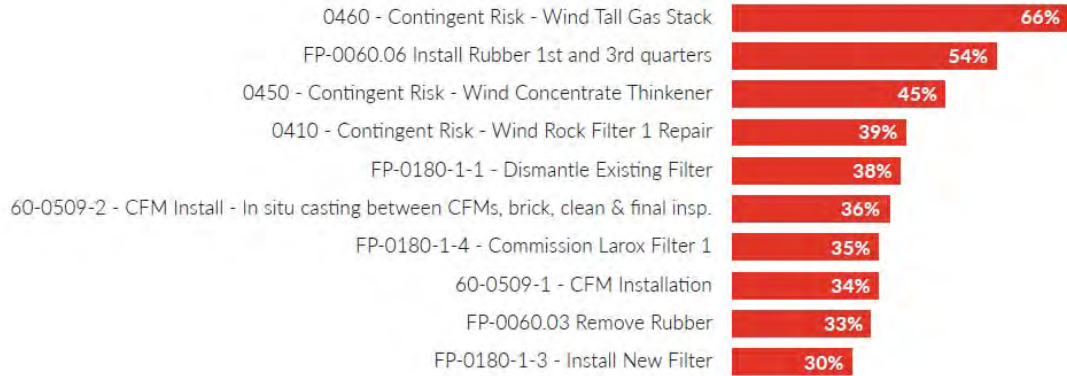 0460 - Contingent Risk - Wind Tall Gas Stack 66%
FP-0060.06 Install Rubber 1st and 3rd quarters 54%
0450 - Contingent Risk - Wind Concentrate Thinkener 45%
0410 - Contingent Risk - Wind Rock Filter 1 Repair 39%
FP-0180-1-1 - Dismantle Existing Filter 38%
60-0509-2 - CFM Install - In situ casting between CFMs, brick, clean & final insp. 36%
FP-0180-1-4 - Commission Larox Filter 1 35%
60-0509-1 - CFM Installation 34%
FP-0060.03 Remove Rubber 33%
FP-0180-1-3 - Install New Filter 30%